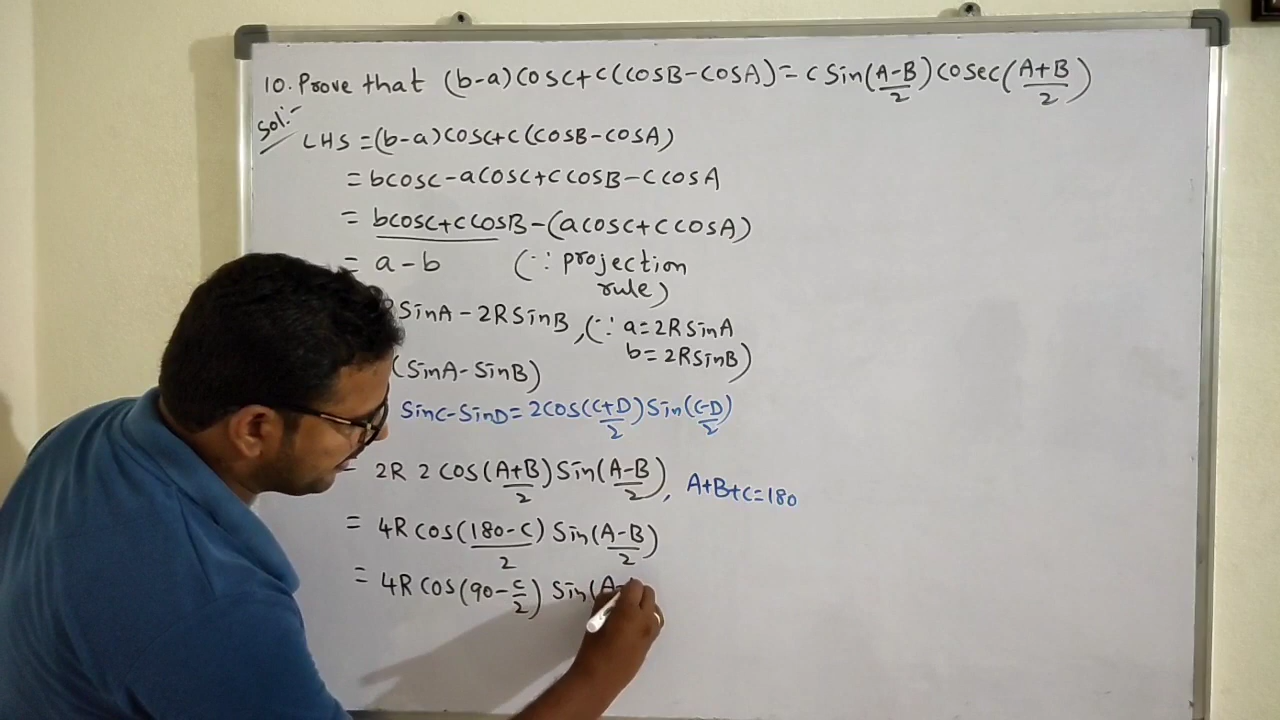 10. Prove that (b-a)cosc+c(cosB-cosA)=c Sin(A-B/2)cosec(A+B/2)
Sol:-
LHS =(b-a)cosc+c(cosB-cosA)
=bcosc-acosc+ccosB-ccosA
= bcosc+ccosB-(acosc+ccosA)
= a-b (∵ projection
rule)
SinA-2RSinB, (∵ a=2RSinA
b=2RSinB)
(SinA-SinB)
Sinc-SinD=2cos(C+D/2)Sin(C-D/2)
= 2R 2 cos(A+B/2)Sin(A-B/2), A+B+C=180
= 4R cos(180-C/2) Sin(A-B/2)
= 4R cos(90-C/2) Sin(A-